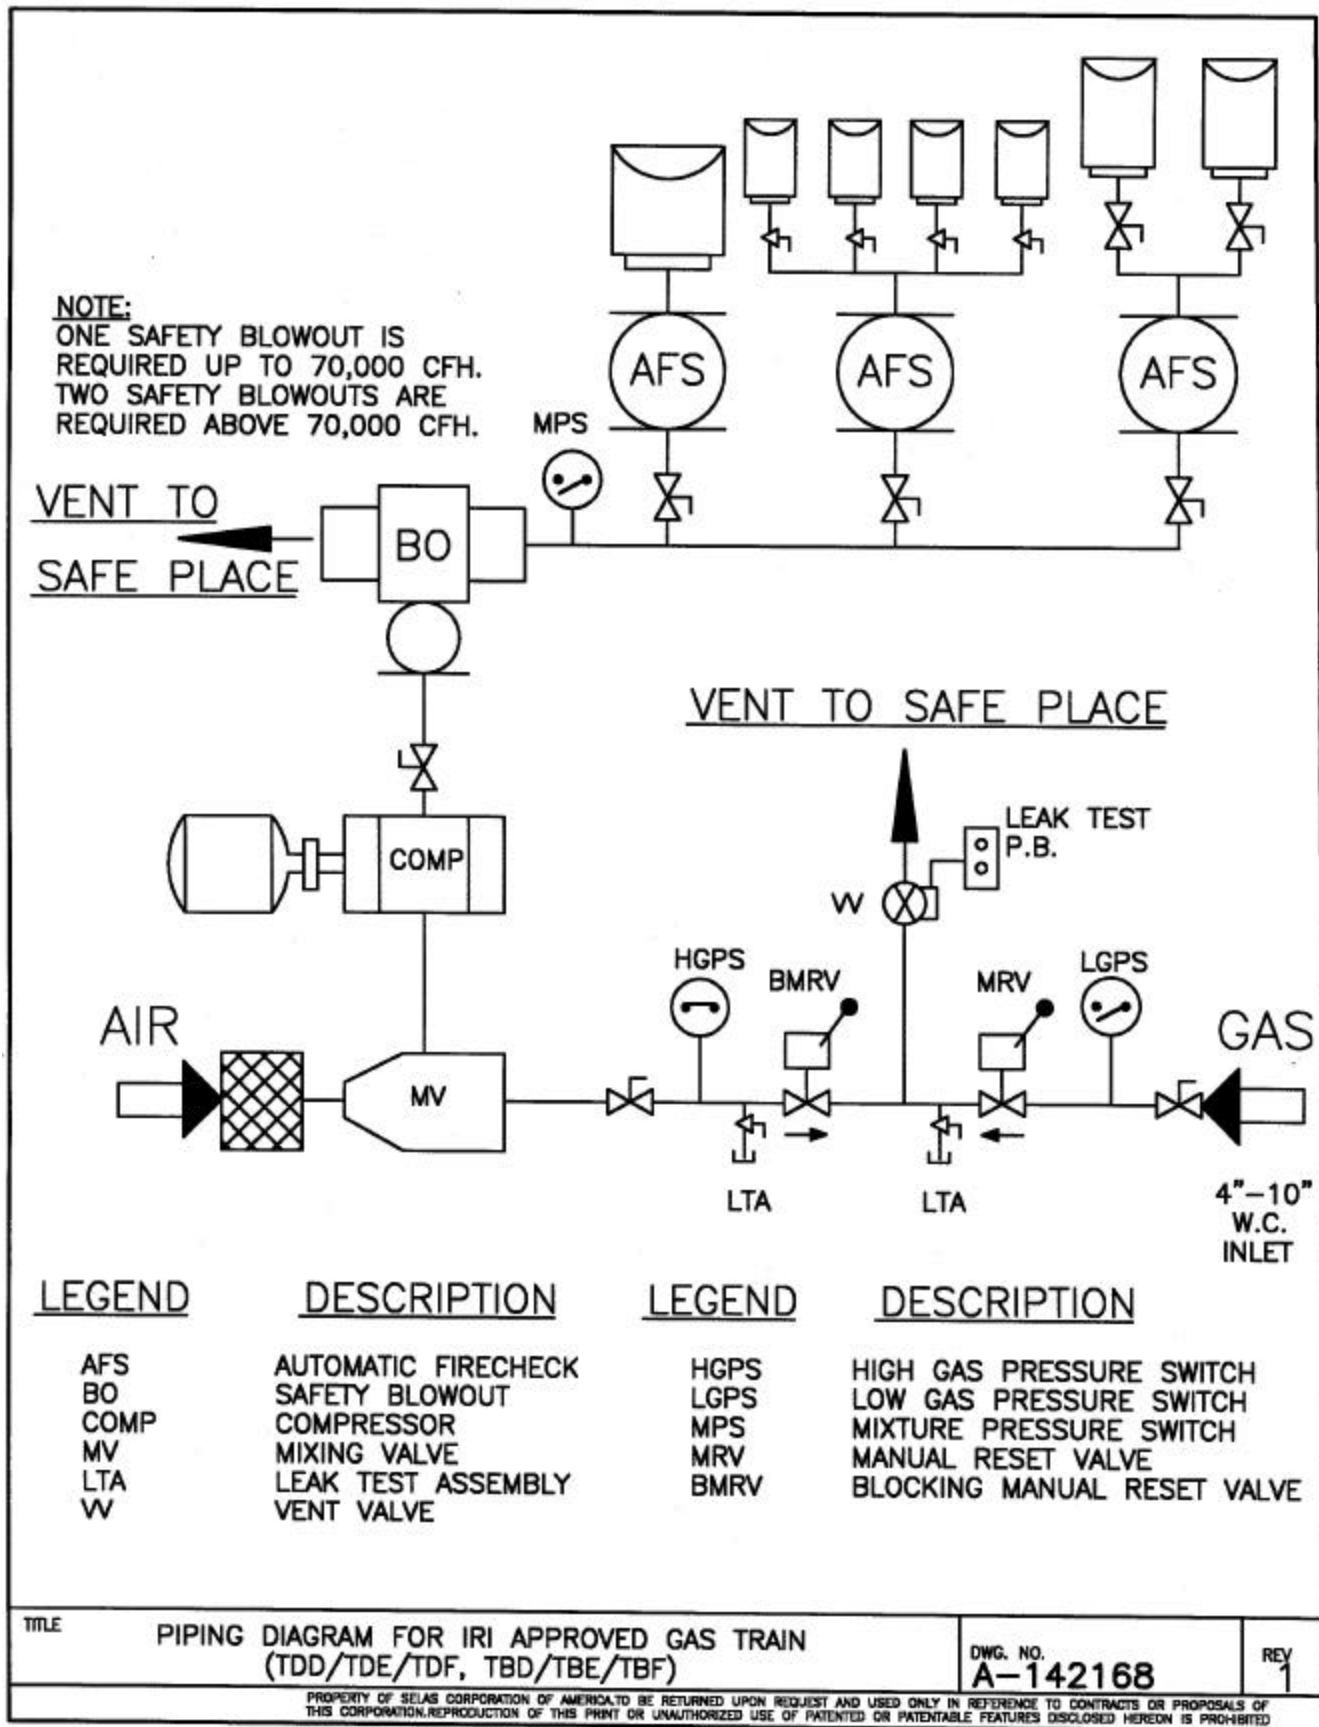 NOTE:
ONE SAFETY BLOWOUT IS
REQUIRED UP TO 70,000 CFH.
TWO SAFETY BLOWOUTS ARE
REQUIRED ABOVE 70,000 CFH.
MPS
AFS
AFS
AFS
VENT TO
SAFE PLACE
BO
VENT TO SAFE PLACE
LEAK TEST
P.B.
COMP
VV
HGPS
BMRV
MRV
LGPS
AIR
GAS
MV
LTA
LTA
4"-10"
W.C.
INLET
LEGEND DESCRIPTION LEGEND DESCRIPTION
AFS AUTOMATIC FIRECHECK HGPS HIGH GAS PRESSURE SWITCH
BO SAFETY BLOWOUT LGPS LOW GAS PRESSURE SWITCH
COMP COMPRESSOR MPS MIXTURE PRESSURE SWITCH
MV MIXING VALVE MRV MANUAL RESET VALVE
LTA LEAK TEST ASSEMBLY BMRV BLOCKING MANUAL RESET VALVE
VV VENT VALVE
TITLE
PIPING DIAGRAM FOR IRI APPROVED GAS TRAIN
(TDD/TDE/TDF, TBD/TBE/TBF)
DWG. NO.
A-142168
REV
1
PROPERTY OF SELAS CORPORATION OF AMERICA.TO BE RETURNED UPON REQUEST AND USED ONLY IN REFERENCE TO CONTRACTS OR PROPOSALS OF
THIS CORPORATION.REPRODUCTION OF THIS PRINT OR UNAUTHORIZED USE OF PATENTED OR PATENTABLE FEATURES DISCLOSED HEREON IS PROHIBITED